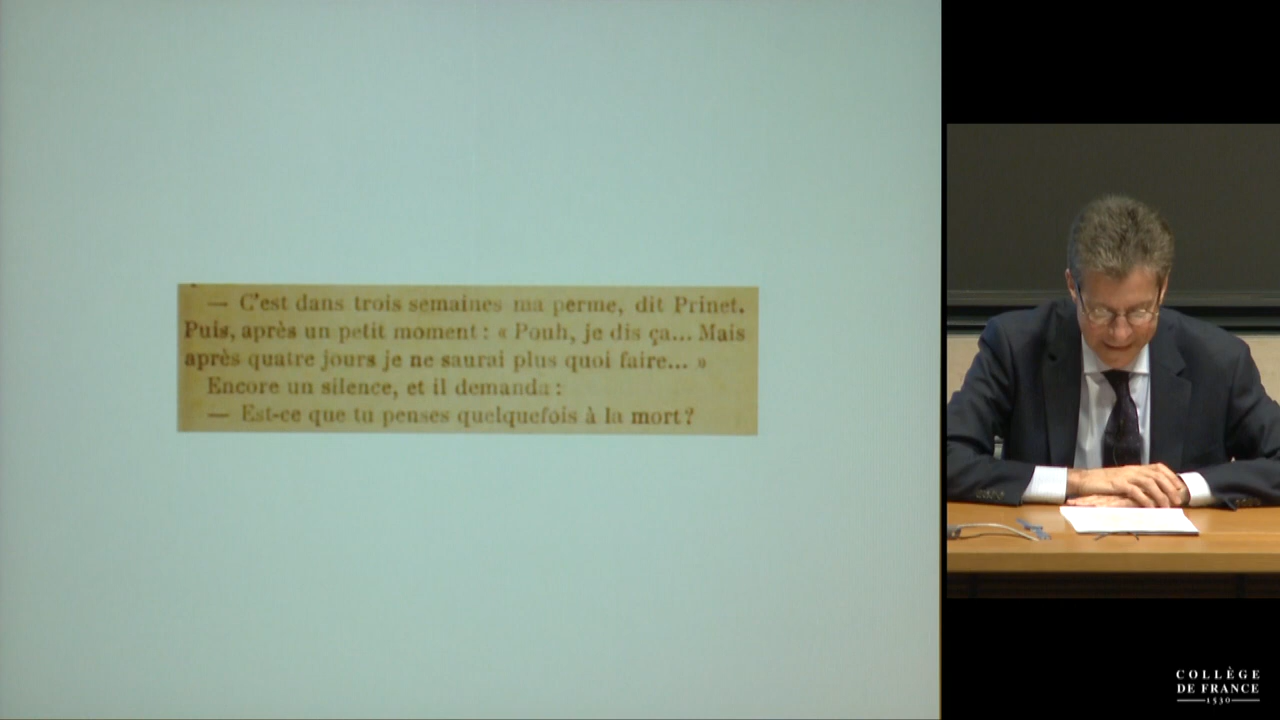 — C'est dans trois semaines ma perme, dit Prinet.
Puis, après un petit moment : « Pouh, je dis ça... Mais
après quatre jours je ne saurai plus quoi faire... »
Encore un silence, et il demanda :
— Est-ce que tu penses quelquefois à la mort?
COLLÈGE
DE FRANCE
1530